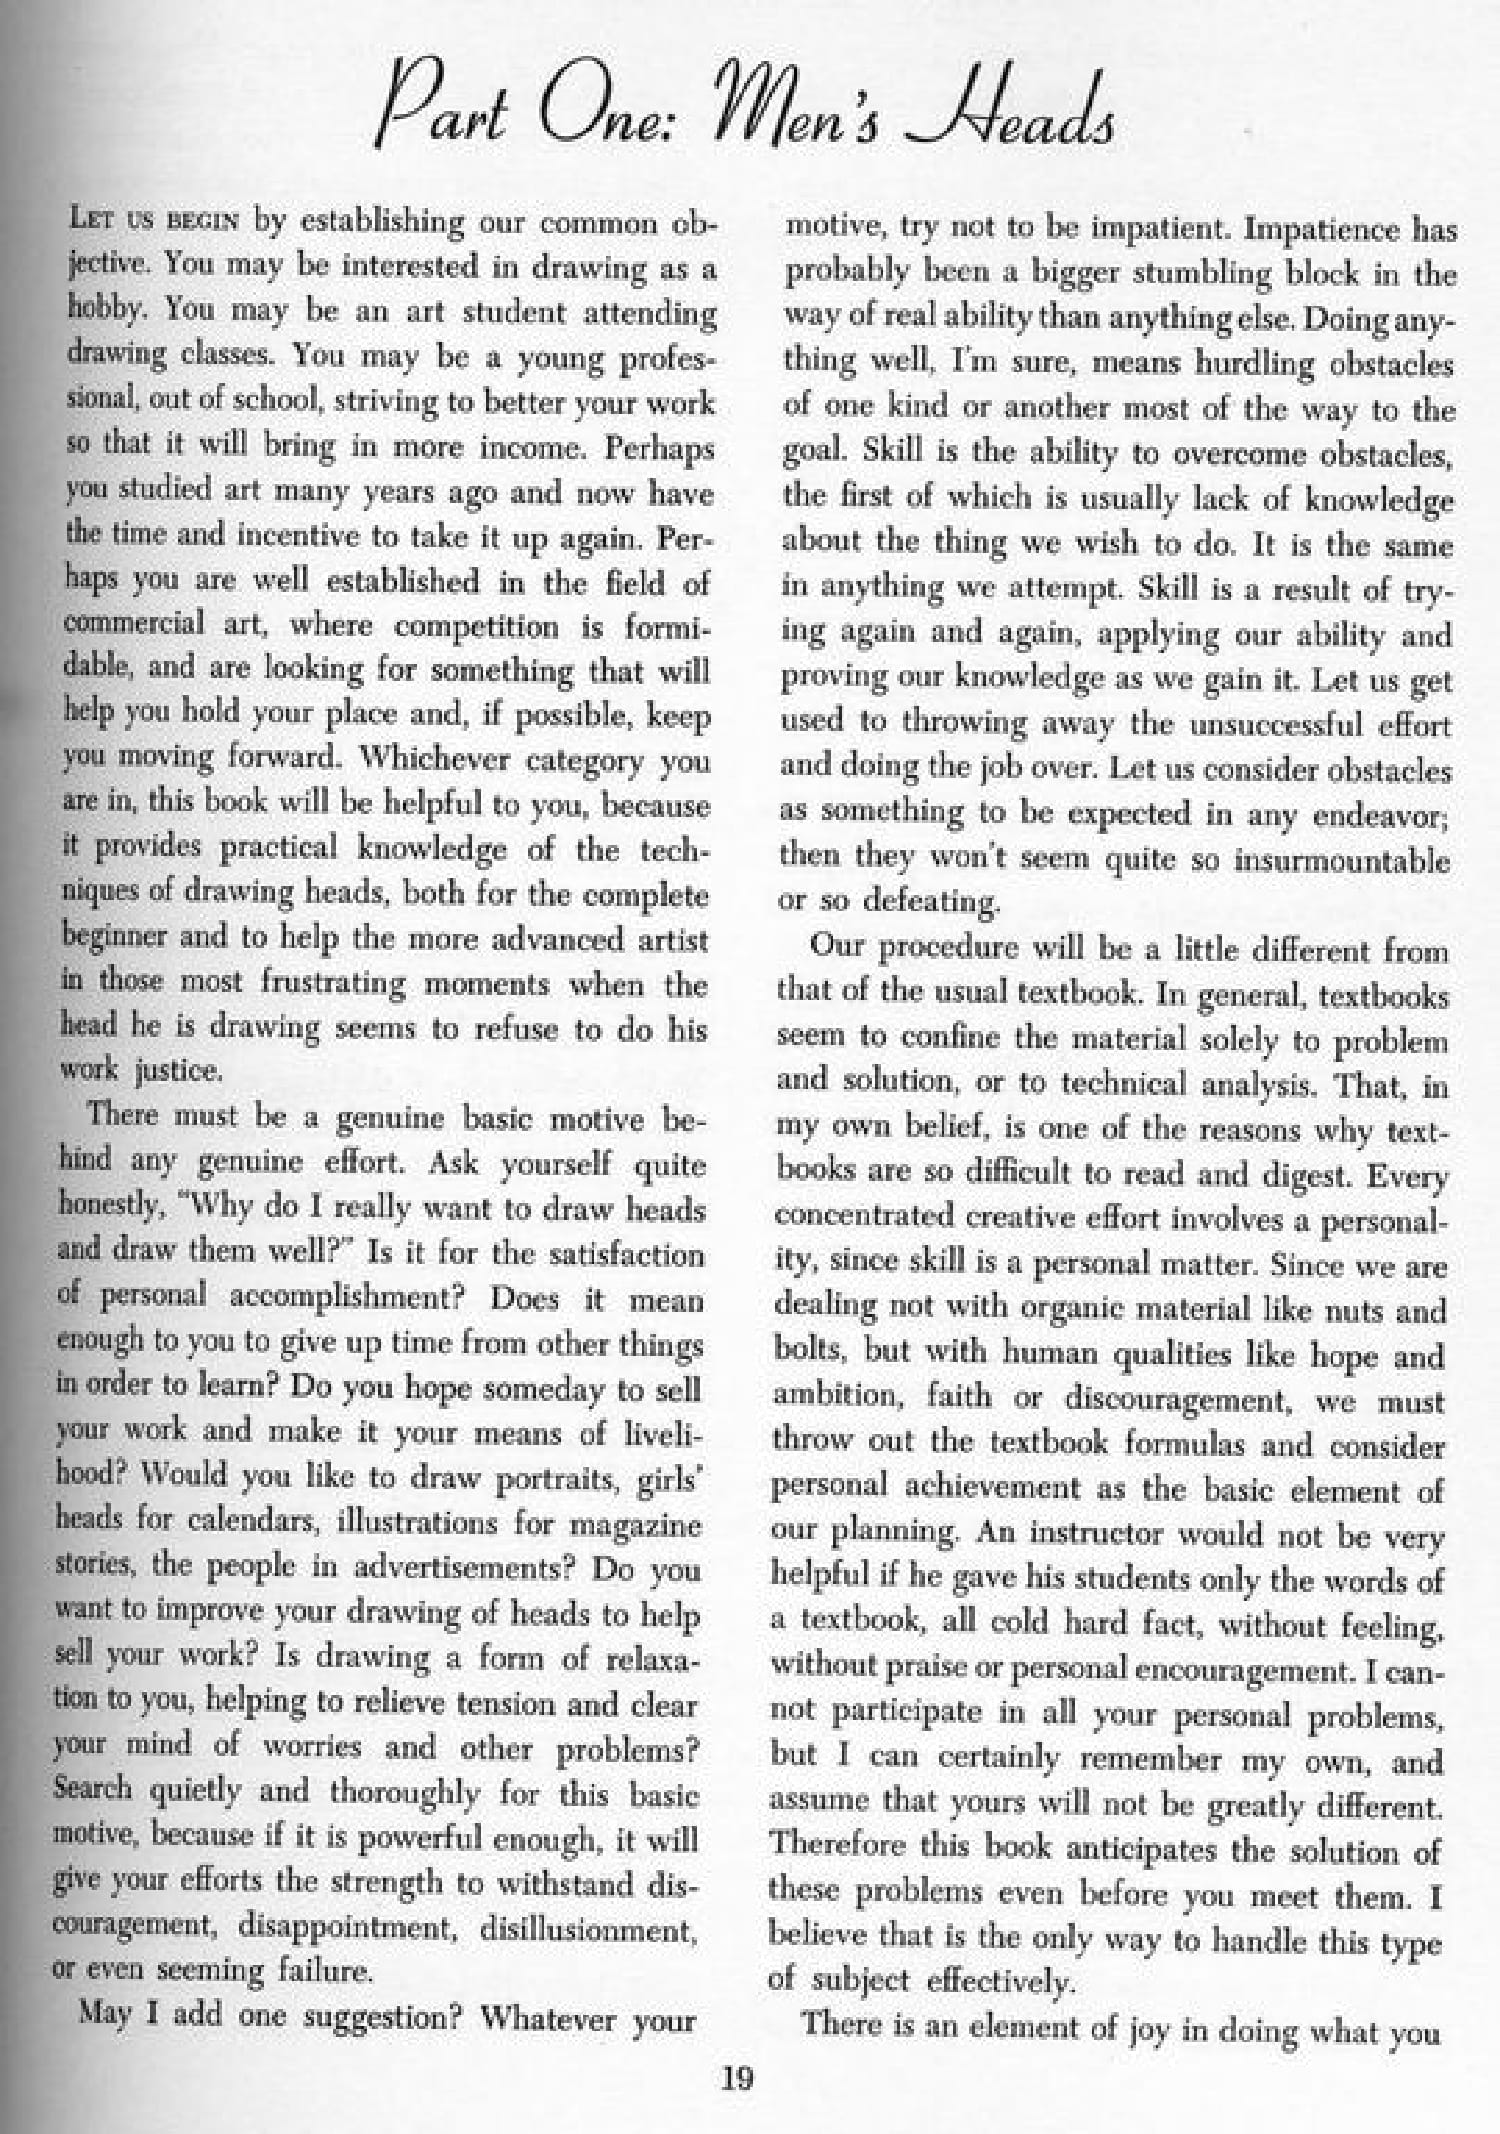 Part One: Men's Heads
LET US BEGIN by establishing our common ob-
jective. You may be interested in drawing as a
hobby. You may be an art student attending
drawing classes. You may be a young profes-
sional, out of school, striving to better your work
so that it will bring in more income. Perhaps
you studied art many years ago and now have
the time and incentive to take it up again. Per-
haps you are well established in the field of
commercial art, where competition is formi-
dable, and are looking for something that will
help you hold your place and, if possible, keep
you moving forward. Whichever category you
are in, this book will be helpful to you, because
it provides practical knowledge of the tech-
niques of drawing heads, both for the complete
beginner and to help the more advanced artist
in those most frustrating moments when the
head he is drawing seems to refuse to do his
work justice.
There must be a genuine basic motive be-
hind any genuine effort. Ask yourself quite
honestly, "Why do I really want to draw heads
and draw them well?" Is it for the satisfaction
of personal accomplishment? Does it mean
enough to you to give up time from other things
in order to learn? Do you hope someday to sell
your work and make it your means of liveli-
hood? Would you like to draw portraits, girls'
heads for calendars, illustrations for magazine
stories, the people in advertisements? Do you
want to improve your drawing of heads to help
sell your work? Is drawing a form of relaxa-
tion to you, helping to relieve tension and clear
your mind of worries and other problems?
Search quietly and thoroughly for this basic
motive, because if it is powerful enough, it will
give your efforts the strength to withstand dis-
couragement, disappointment, disillusionment,
or even seeming failure.
May I add one suggestion? Whatever your
motive, try not to be impatient. Impatience has
probably been a bigger stumbling block in the
way of real ability than anything else. Doing any-
thing well, I'm sure, means hurdling obstacles
of one kind or another most of the way to the
goal. Skill is the ability to overcome obstacles,
the first of which is usually lack of knowledge
about the thing we wish to do. It is the same
in anything we attempt. Skill is a result of try-
ing again and again, applying our ability and
proving our knowledge as we gain it. Let us get
used to throwing away the unsuccessful effort
and doing the job over. Let us consider obstacles
as something to be expected in any endeavor;
then they won't seem quite so insurmountable
or so defeating.
Our procedure will be a little different from
that of the usual textbook. In general, textbooks
seem to confine the material solely to problem
and solution, or to technical analysis. That, in
my own belief, is one of the reasons why text-
books are so difficult to read and digest. Every
concentrated creative effort involves a personal-
ity, since skill is a personal matter. Since we are
dealing not with organic material like nuts and
bolts, but with human qualities like hope and
ambition, faith or discouragement, we must
throw out the textbook formulas and consider
personal achievement as the basic element of
our planning. An instructor would not be very
helpful if he gave his students only the words of
a textbook, all cold hard fact, without feeling,
without praise or personal encouragement. I can-
not participate in all your personal problems,
but I can certainly remember my own, and
assume that yours will not be greatly different.
Therefore this book anticipates the solution of
these problems even before you meet them. I
believe that is the only way to handle this type
of subject effectively.
There is an element of joy in doing what you
19